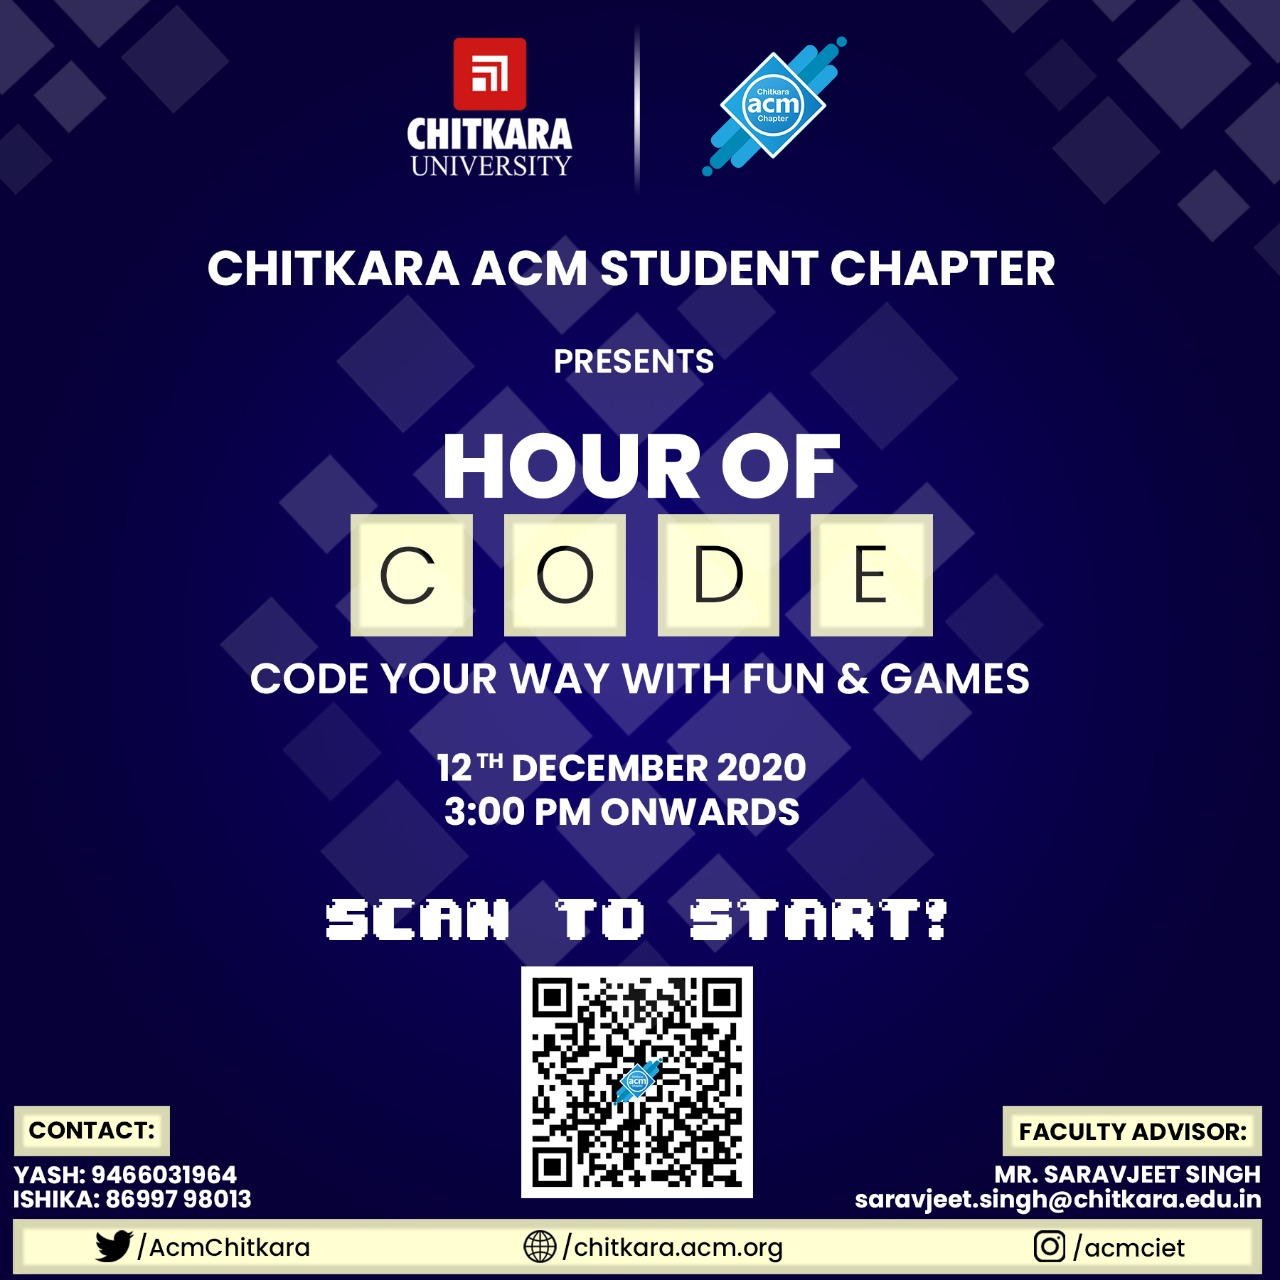 CHITKARA
UNIVERSITY
Chitkara
acm
Chapter
CHITKARA ACM STUDENT CHAPTER
PRESENTS
HOUR OF
C O D E
CODE YOUR WAY WITH FUN & GAMES
12TH DECEMBER 2020
3:00 PM ONWARDS
SCAN TO START!
acm
CONTACT:
YASH: 9466031964
ISHIKA: 86997 98013
FACULTY ADVISOR:
MR. SARAVJEET SINGH
saravjeet.singh@chitkara.edu.in
/AcmChitkara
/chitkara.acm.org
/acmciet